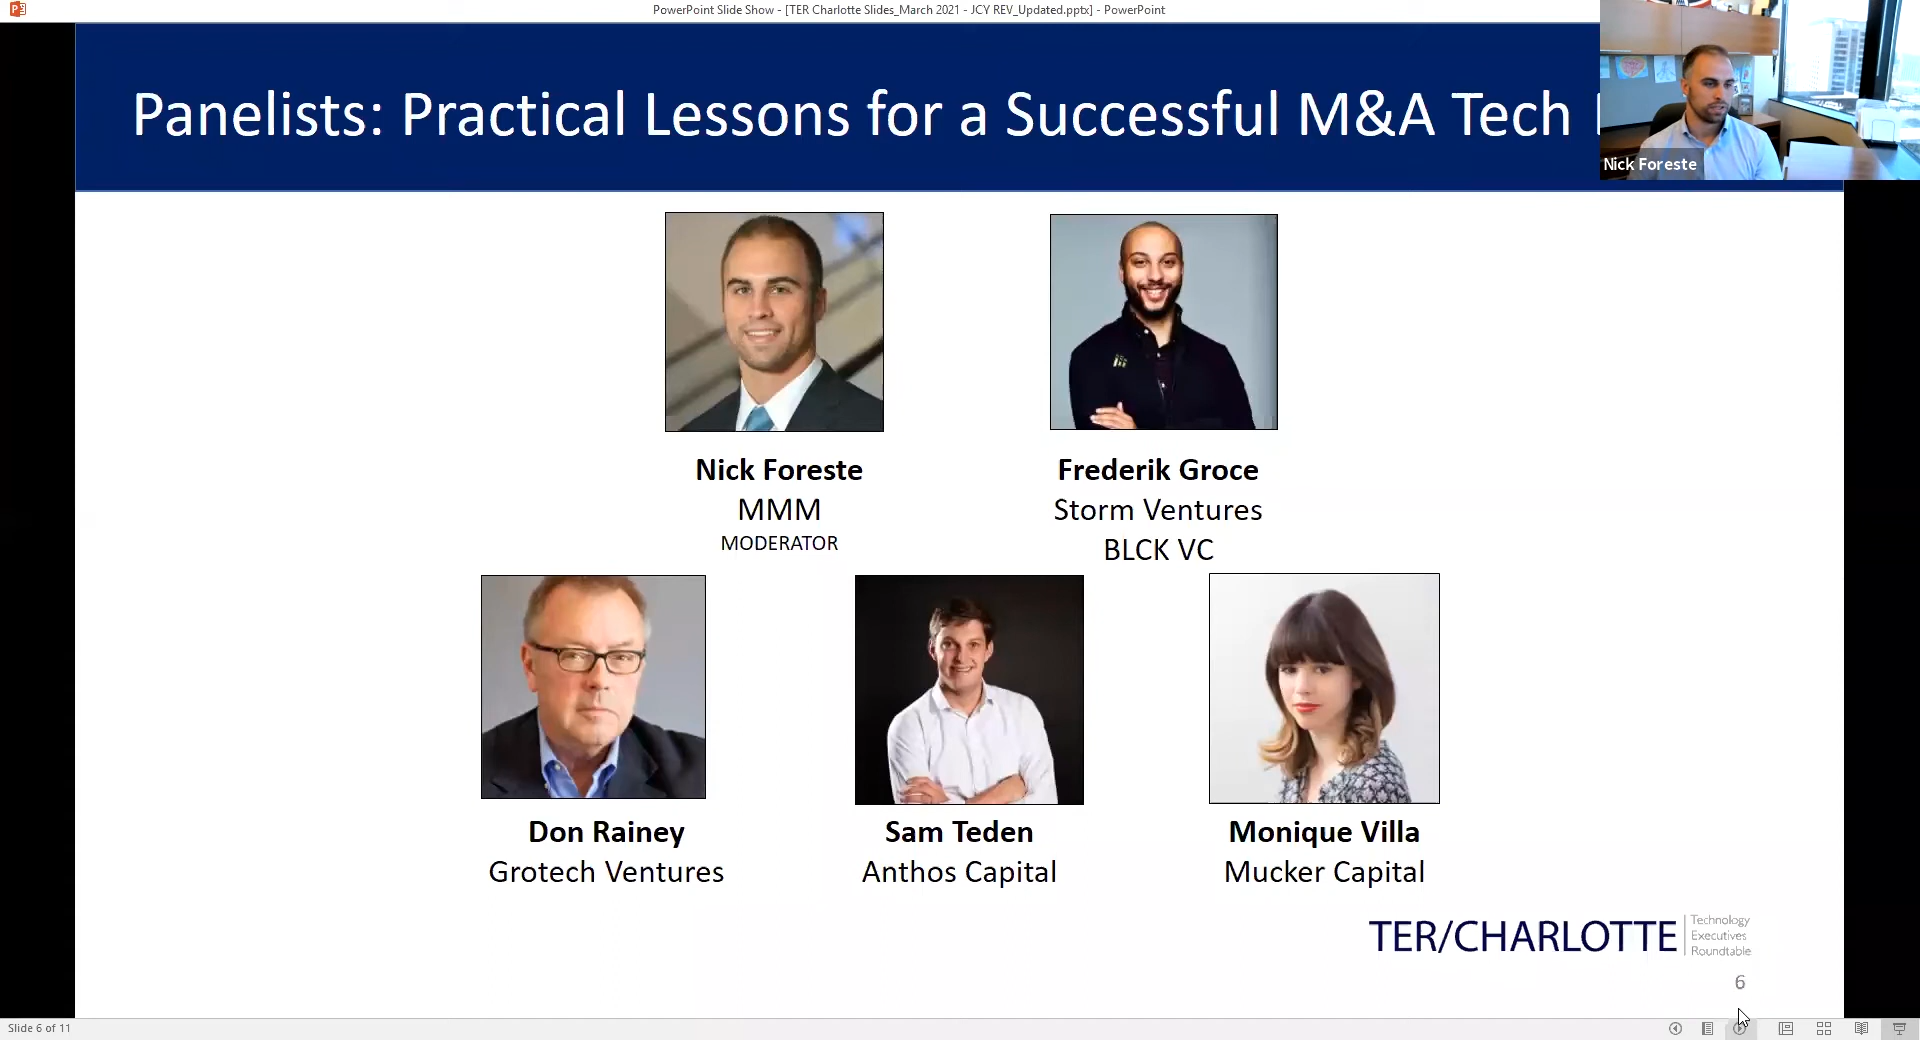 PowerPoint Slide Show - [TER Charlotte Slides_March 2021 - JCY REV_Updated.pptx] - PowerPoint
Panelists: Practical Lessons for a Successful M&A Tech
Nick Foreste
Nick Foreste
MMM
MODERATOR
Frederik Groce
Storm Ventures
BLCK VC
Don Rainey
Grotech Ventures
Sam Teden
Anthos Capital
Monique Villa
Mucker Capital
TER/CHARLOTTE
Technology
Executives
Roundtable
6
Slide 6 of 11